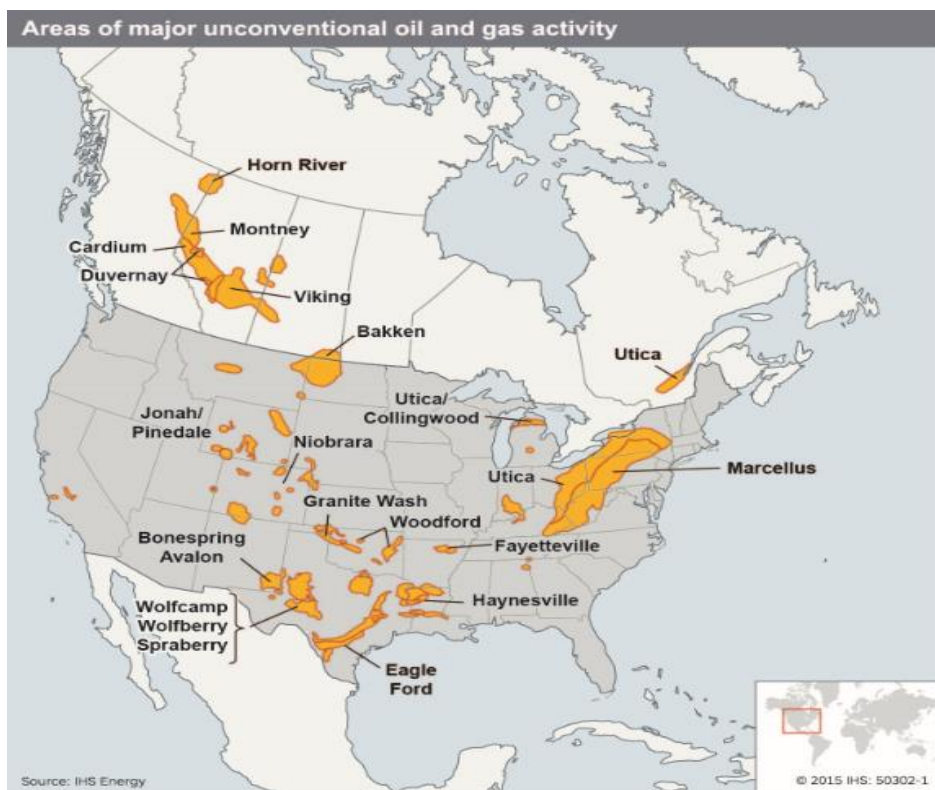 Areas of major unconventional oil and gas activity
Horn River
Montney
Cardium
Duvernay
Viking
Bakken
Utica
Utica/
Collingwood
Jonah/
Pinedale
Niobrara
Marcellus
Utica
Granite Wash
Woodford
Bonespring
Avalon
Fayetteville
Wolfcamp
Wolfberry
Spraberry
Haynesville
Eagle
Ford
Source: IHS Energy
© 2015 IHS: 50302-1